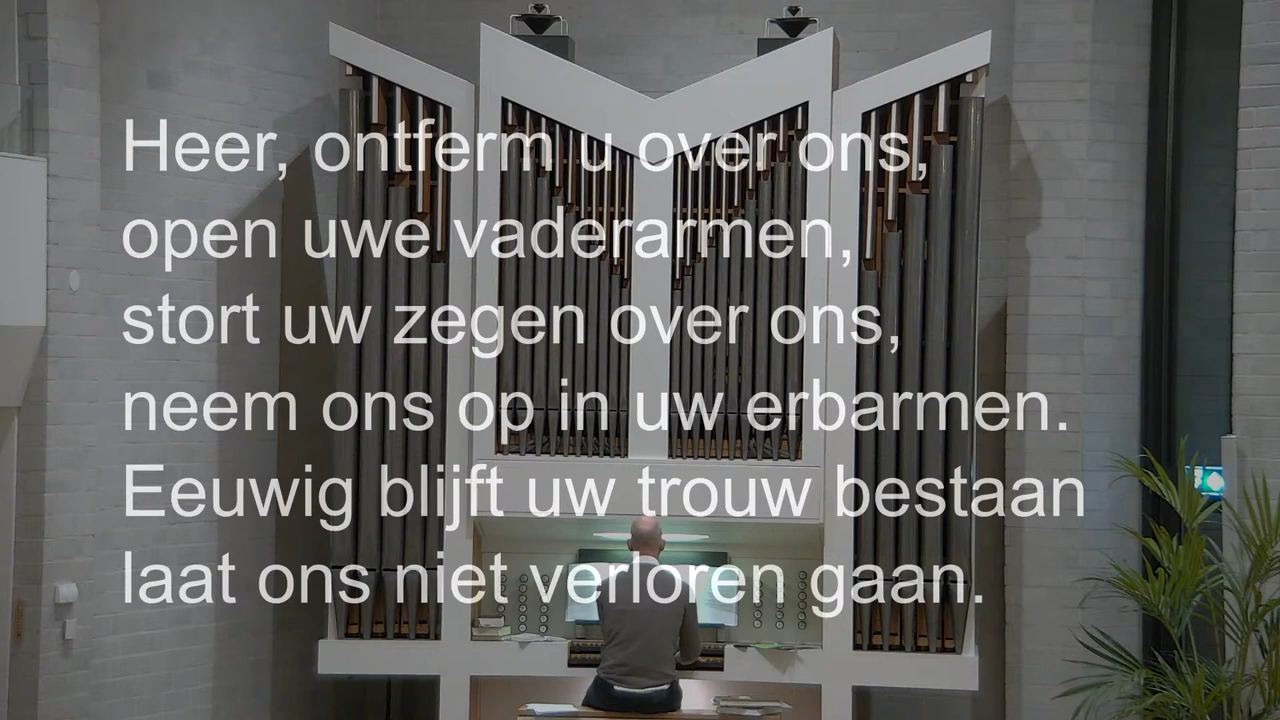 Heer, ontferm u over ons,
open uwe vaderarmen,
stort uw zegen over ons,
neem ons op in uw erbarmen.
Eeuwig blijft uw trouw bestaan
laat ons niet verloren gaan.